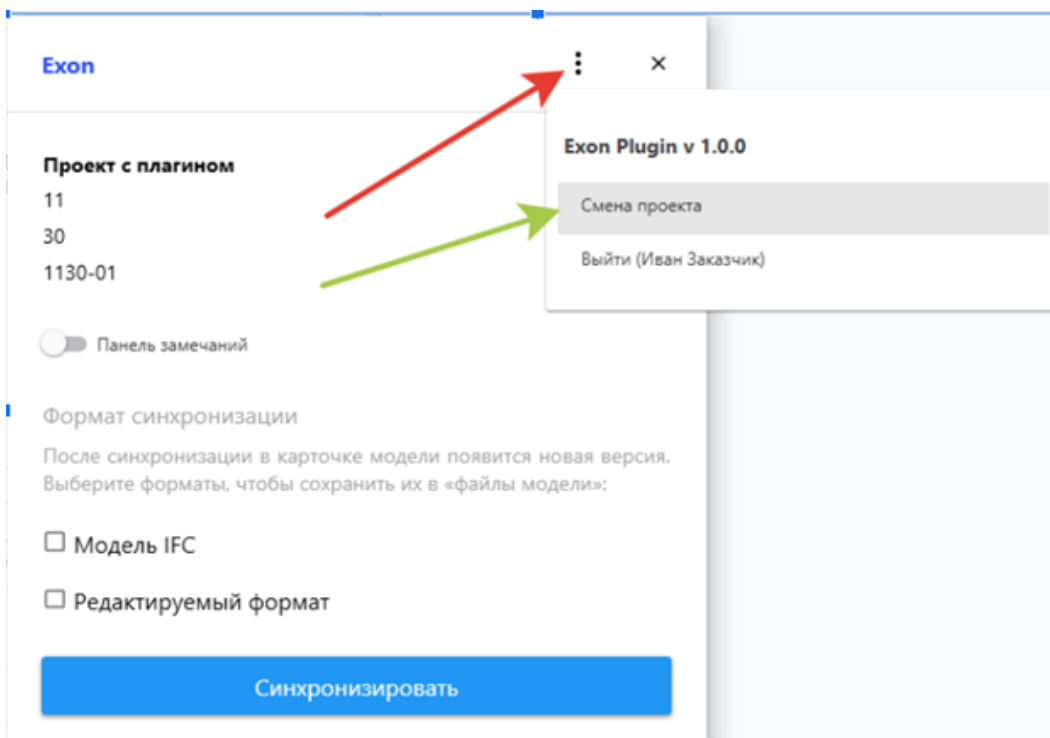 Exon
Exon Plugin v 1.0.0
Смена проекта
Выйти (Иван Заказчик)
Проект с плагином
11
30
1130-01
Панель замечаний
Формат синхронизации
После синхронизации в карточке модели появится новая версия.
Выберите форматы, чтобы сохранить их в «файлы модели»:
Модель IFC
Редактируемый формат
Синхронизировать